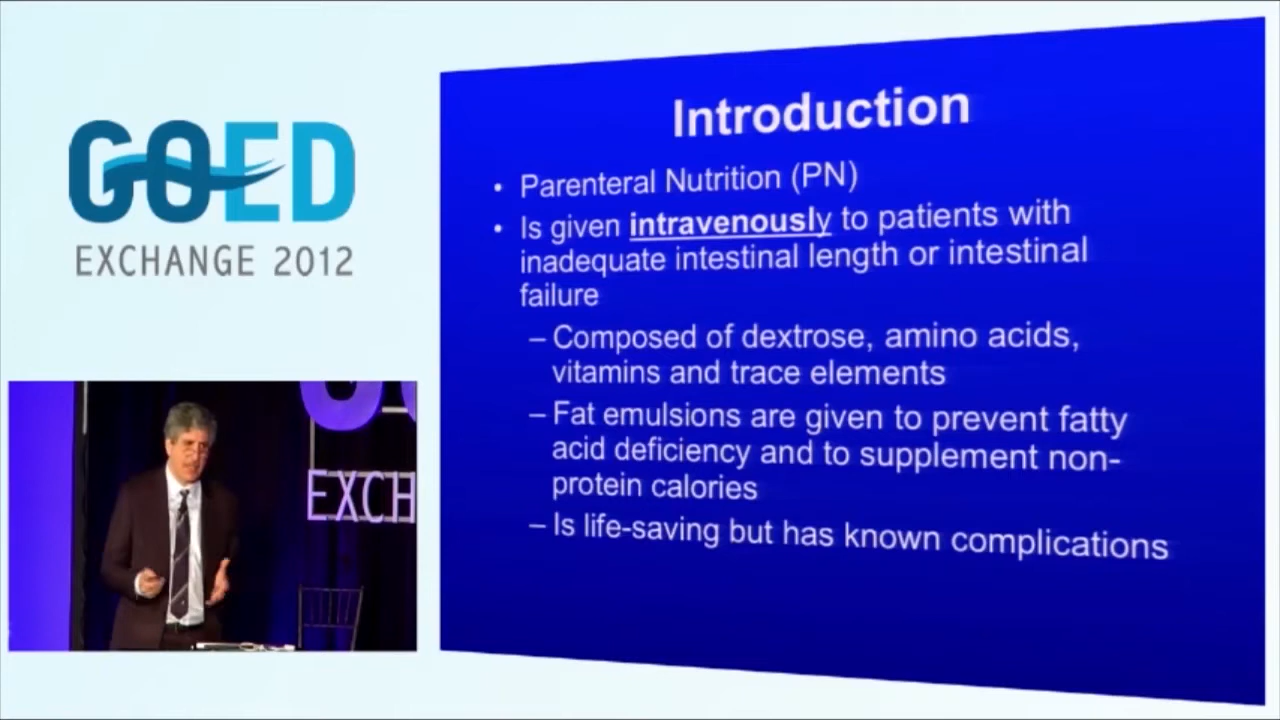 GOED
EXCHANGE 2012
Introduction
• Parenteral Nutrition (PN)
• Is given intravenously to patients with
inadequate intestinal length or intestinal
failure
– Composed of dextrose, amino acids,
vitamins and trace elements
– Fat emulsions are given to prevent fatty
acid deficiency and to supplement non-
protein calories
– Is life-saving but has known complications
EXCH